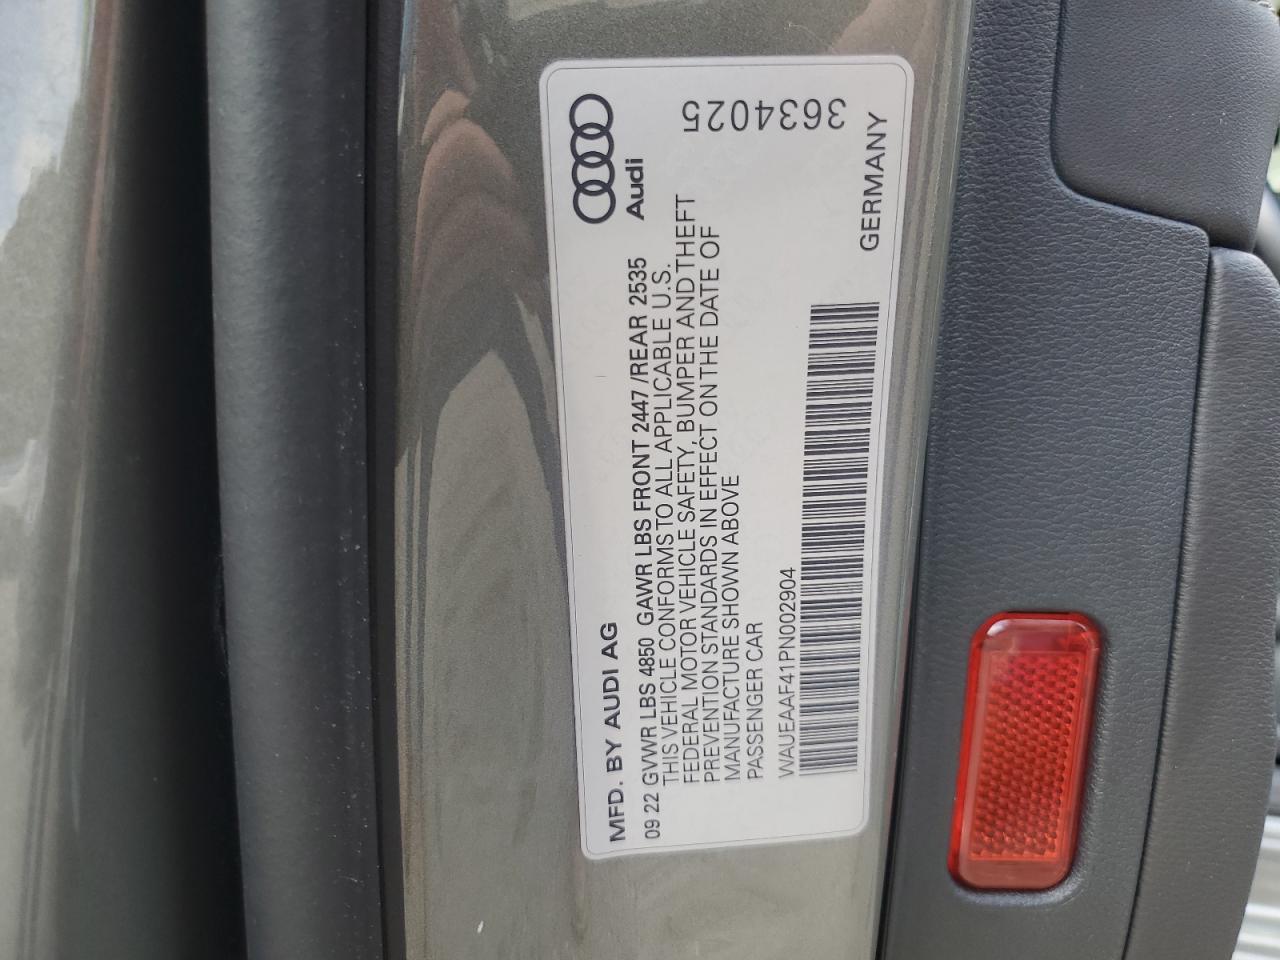 MFD. BY AUDI AG
Audi
09 22 GVWR LBS 4850 GAWR LBS FRONT 2447 /REAR 2535
THIS VEHICLE CONFORMS TO ALL APPLICABLE U.S.
FEDERAL MOTOR VEHICLE SAFETY, BUMPER AND THEFT
PREVENTION STANDARDS IN EFFECT ON THE DATE OF
MANUFACTURE SHOWN ABOVE
PASSENGER CAR
3634025
WAUEAAF41PN002904
GERMANY